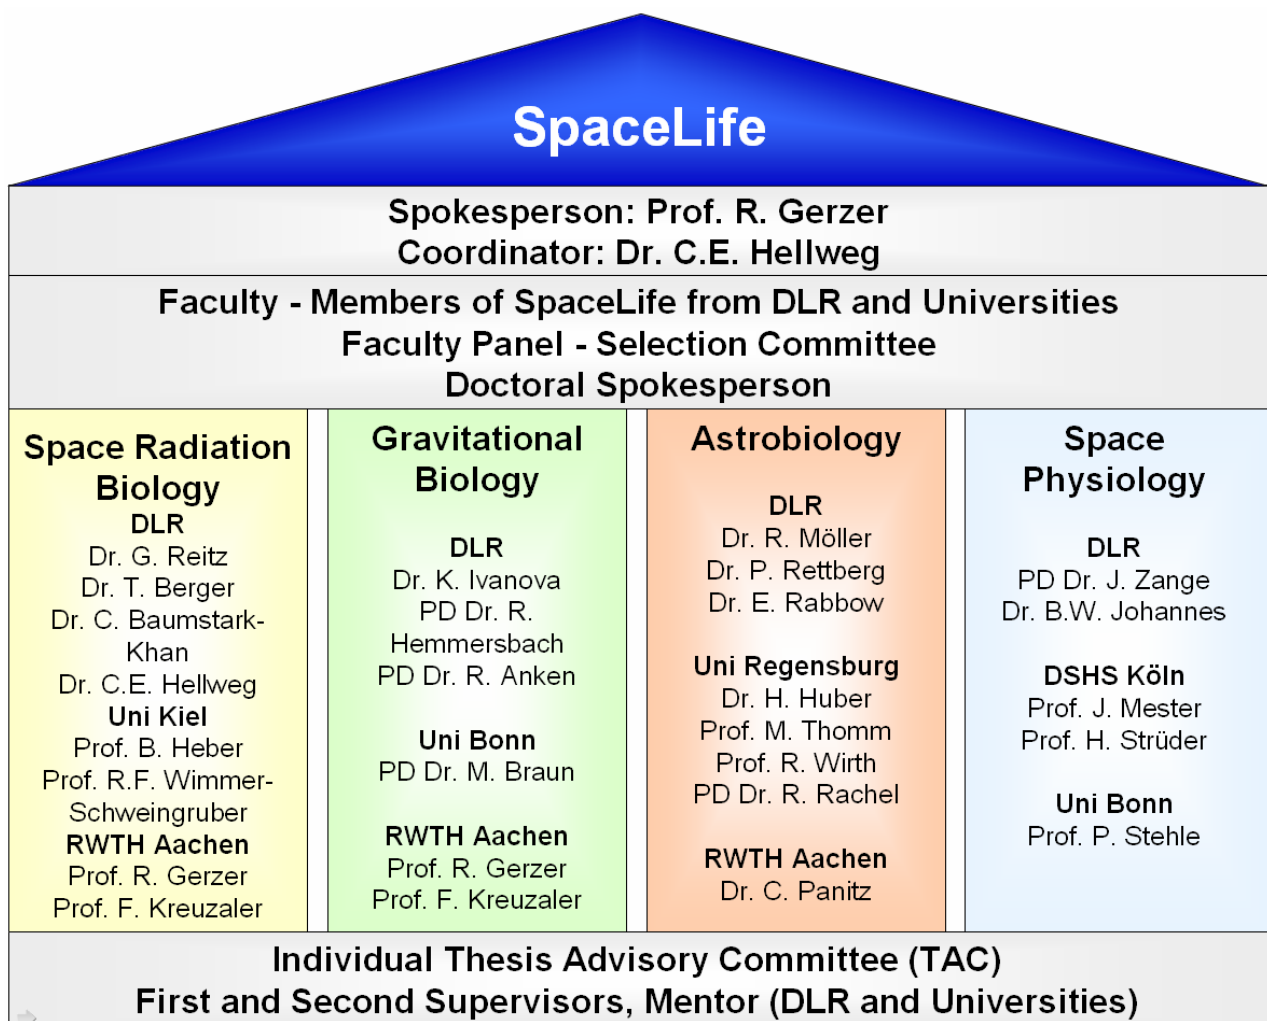 SpaceLife
Spokesperson: Prof. R. Gerzer
Coordinator: Dr. C.E. Hellweg
Faculty - Members of SpaceLife from DLR and Universities
Faculty Panel - Selection Committee
Doctoral Spokesperson
Space Radiation
Biology
DLR
Dr. G. Reitz
Dr. T. Berger
Dr. C. Baumstark-
Khan
Dr. C.E. Hellweg
Uni Kiel
Prof. B. Heber
Prof. R.F. Wimmer-
Schweingruber
RWTH Aachen
Prof. R. Gerzer
Prof. F. Kreuzaler
Gravitational
Biology
DLR
Dr. K. Ivanova
PD Dr. R.
Hemmersbach
PD Dr. R. Anken
Uni Bonn
PD Dr. M. Braun
RWTH Aachen
Prof. R. Gerzer
Prof. F. Kreuzaler
Astrobiology
DLR
Dr. R. Möller
Dr. P. Rettberg
Dr. E. Rabbow
Uni Regensburg
Dr. H. Huber
Prof. M. Thomm
Prof. R. Wirth
PD Dr. R. Rachel
RWTH Aachen
Dr. C. Panitz
Space
Physiology
DLR
PD Dr. J. Zange
Dr. B.W. Johannes
DSHS Köln
Prof. J. Mester
Prof. H. Strüder
Uni Bonn
Prof. P. Stehle
Individual Thesis Advisory Committee (TAC)
First and Second Supervisors, Mentor (DLR and Universities)